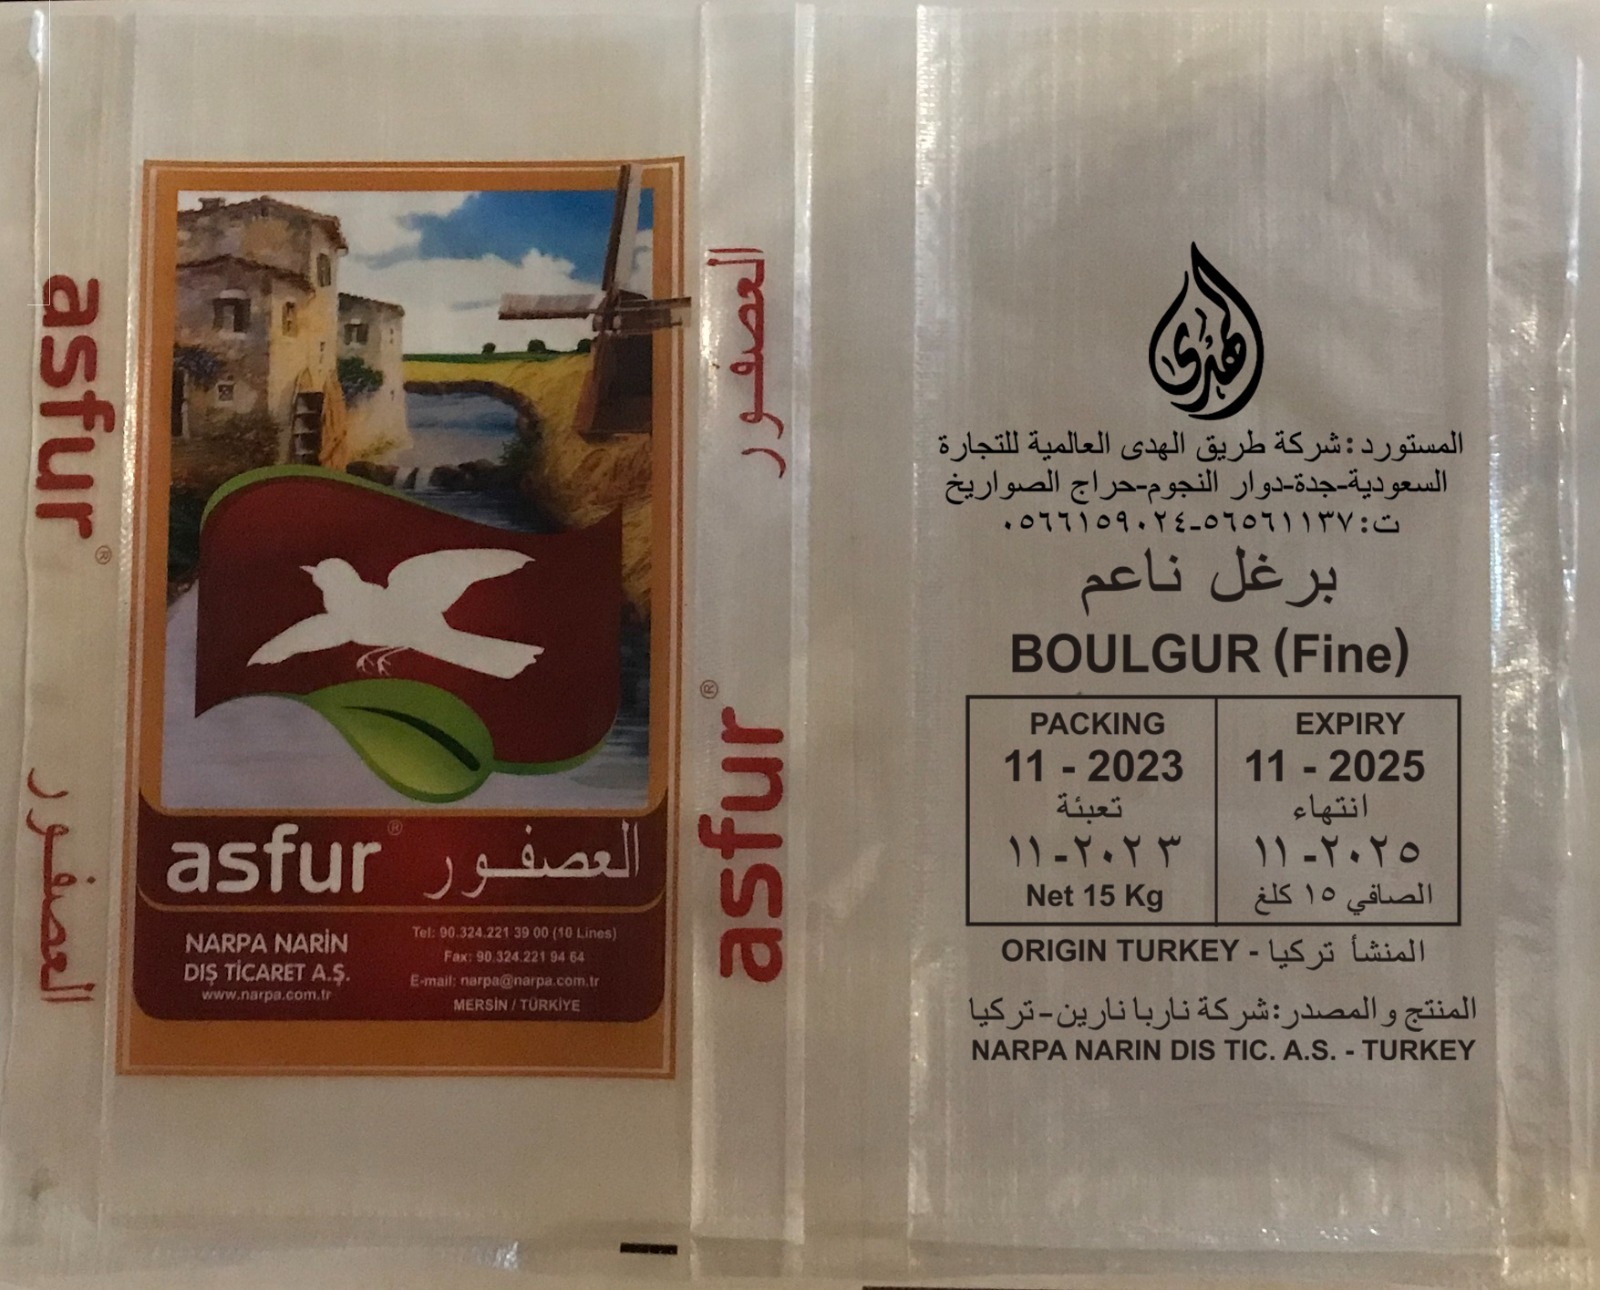 asfur ®
العصفور
asfur ®
العصفور
NARPA NARİN
DIŞ TİCARET A.Ş.
www.narpa.com.tr
Tel: 90.324.221 39 00 (10 Lines)
Fax: 90.324.221 94 64
E-mail: narpa@narpa.com.tr
MERSİN / TÜRKİYE
العصفور
asfur ®
الهدى
المستورد:شركة طريق الهدى العالمية للتجارة
السعودية-جدة-دوار النجوم-حراج الصواريخ
ت:٥٦٥٦١١٣٧-٠٥٦٦١٥٩٠٢٤
برغل ناعم
BOULGUR (Fine)
PACKING
11 - 2023
تعبئة
١١-٢٠٢٣
Net 15 Kg
EXPIRY
11 - 2025
انتهاء
١١-٢٠٢٥
الصافي ١٥ كلغ
ORIGIN TURKEY - المنشأ تركيا
المنتج و المصدر:شركة ناربا نارين-تركيا
NARPA NARIN DIS TIC. A.S. - TURKEY